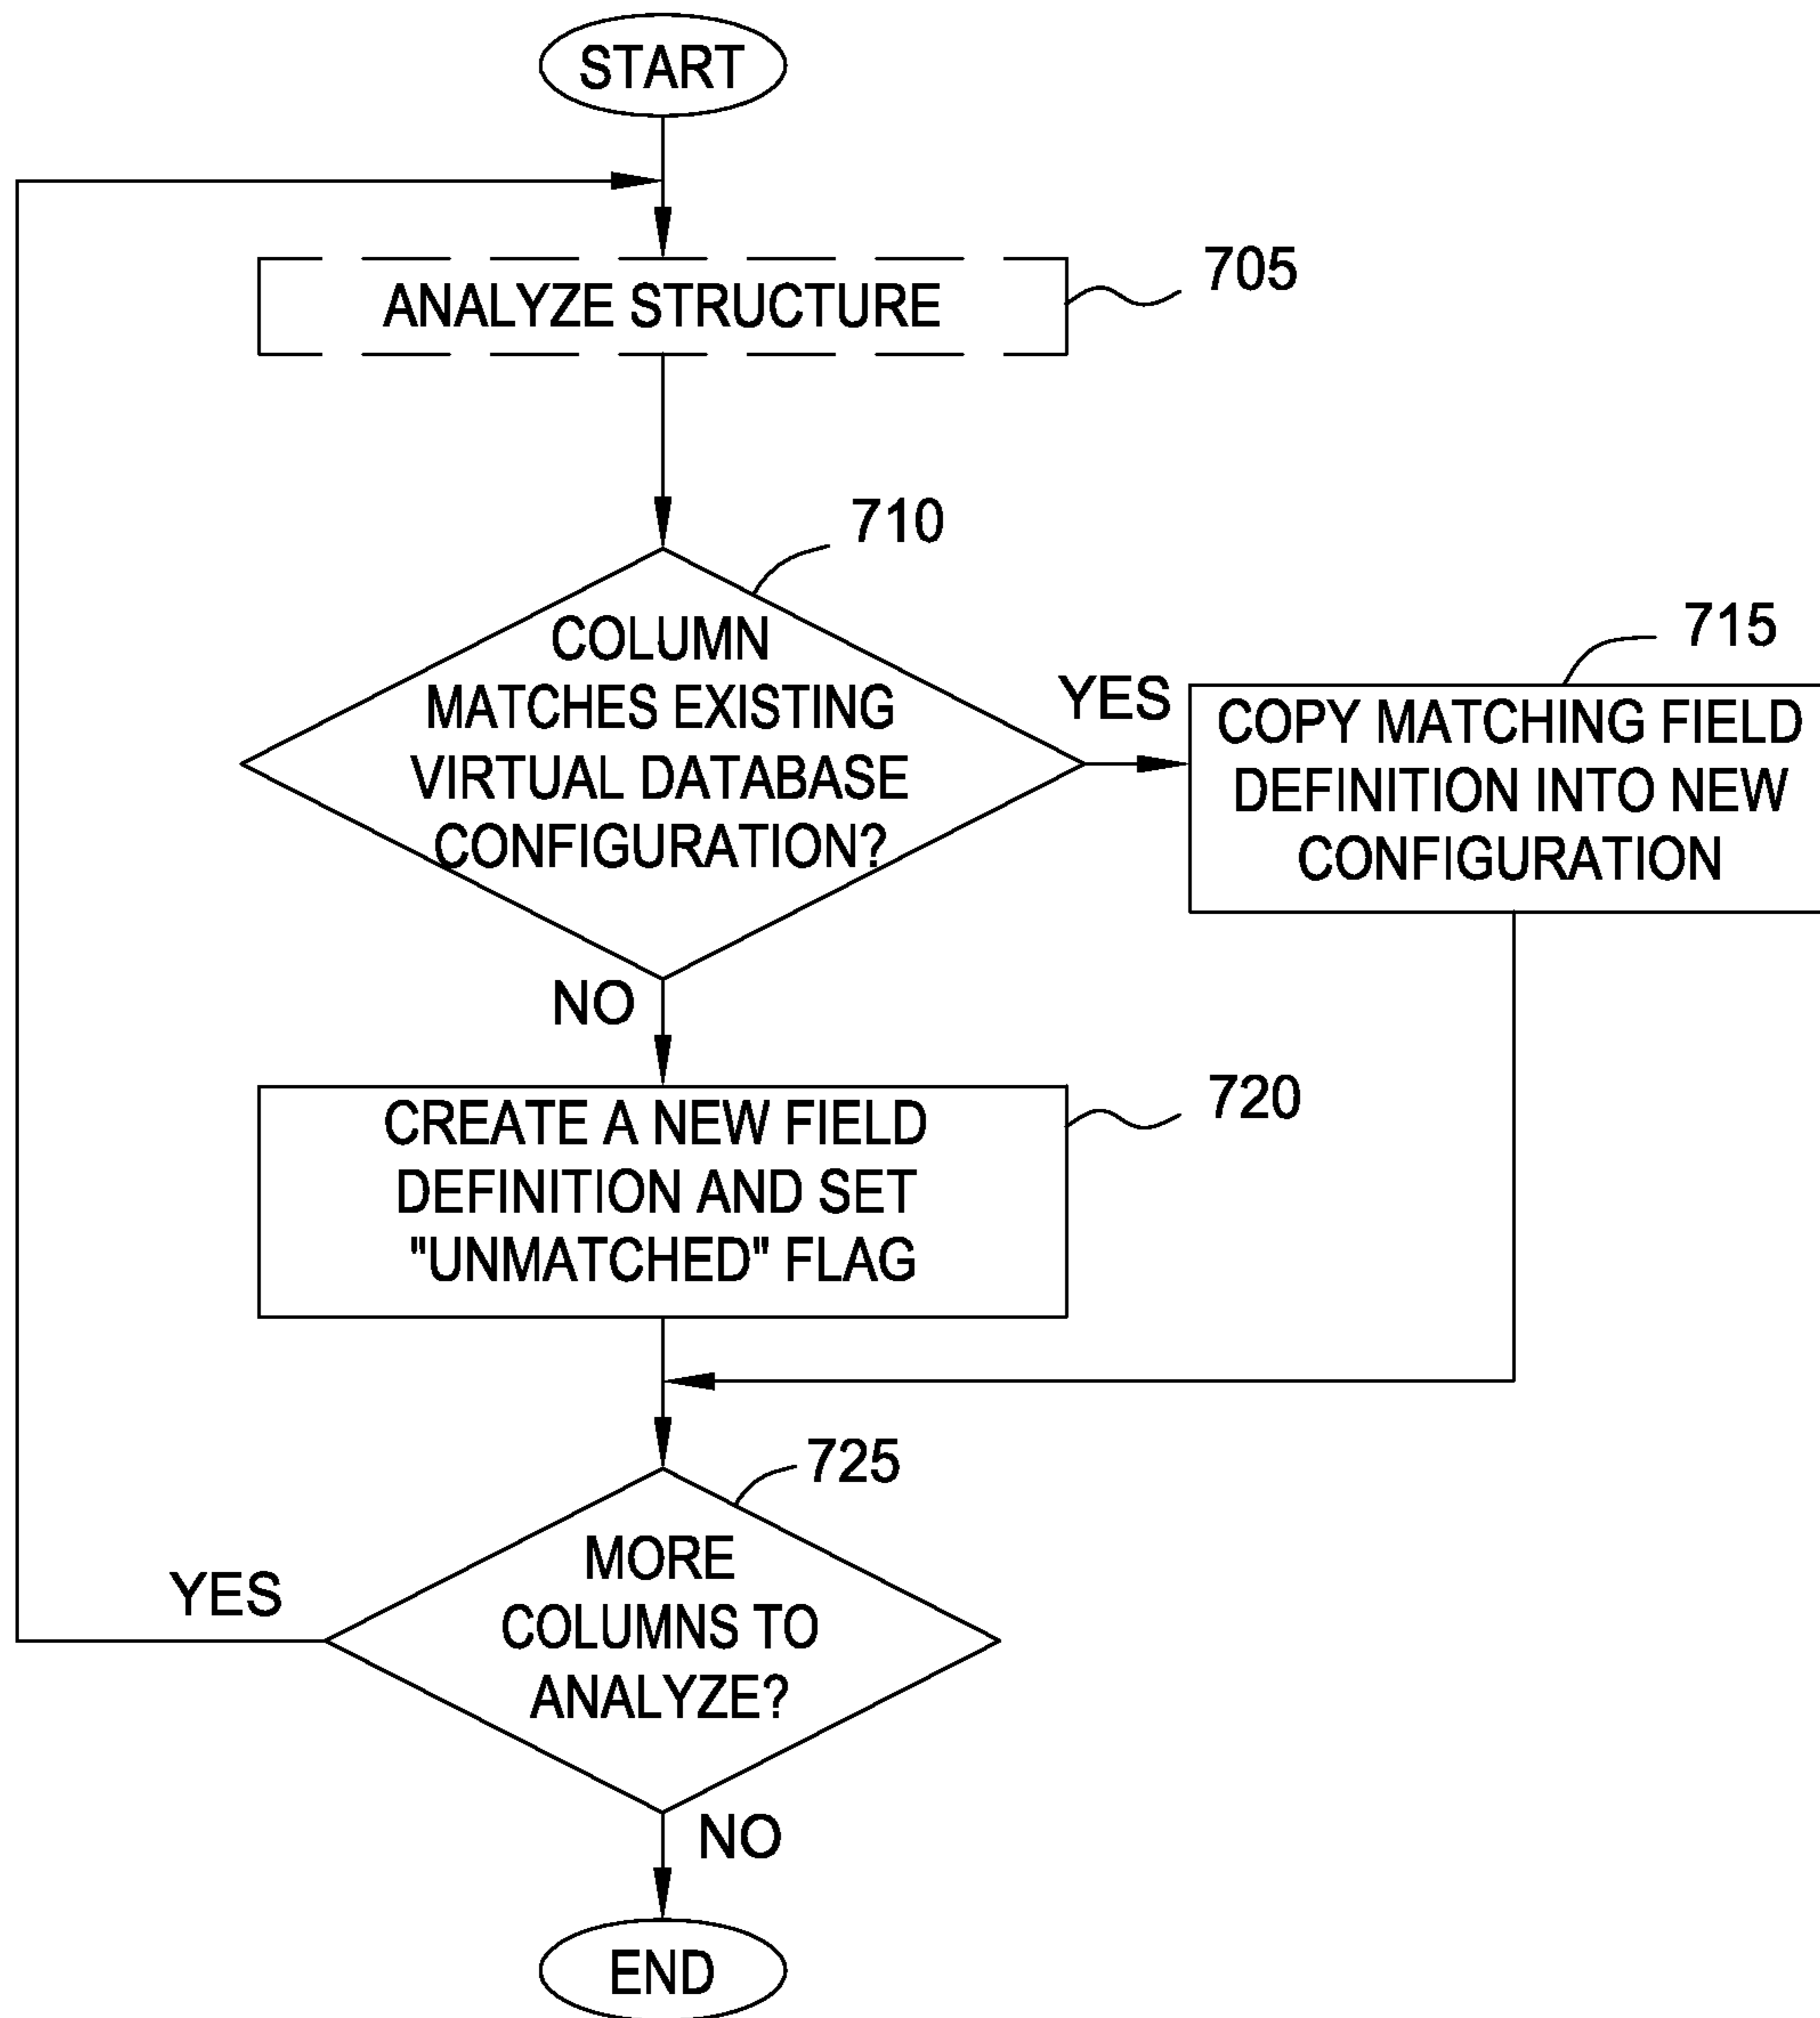 START
ANALYZE STRUCTURE
705
710
COLUMN
MATCHES EXISTING
VIRTUAL DATABASE
CONFIGURATION?
YES
715
COPY MATCHING FIELD
DEFINITION INTO NEW
CONFIGURATION
NO
720
CREATE A NEW FIELD
DEFINITION AND SET
"UNMATCHED" FLAG
725
MORE
COLUMNS TO
ANALYZE?
YES
NO
END